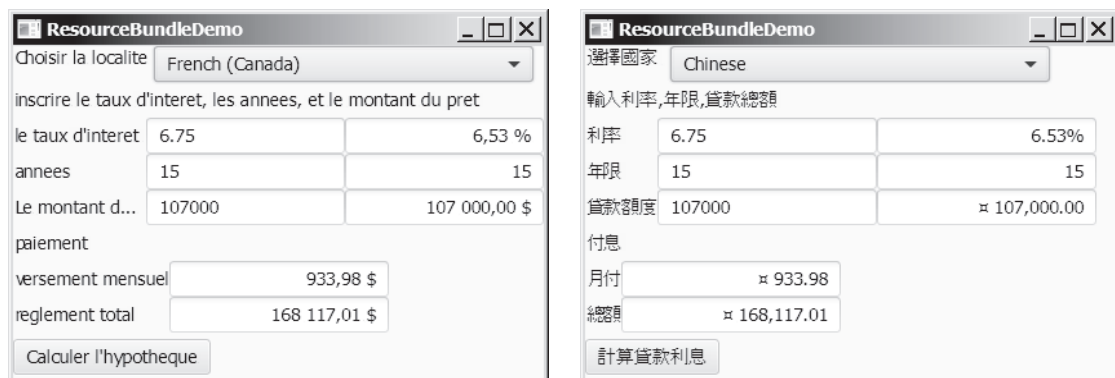 ResourceBundleDemo
Choisir la localite French (Canada)
inscrire le taux d'interet, les annees, et le montant du pret
le taux d'interet 6.75 6,53 %
annees 15 15
Le montant d... 107000 107 000,00 $
paiement
versement mensuel 933,98 $
reglement total 168 117,01 $
Calculer l'hypotheque
ResourceBundleDemo
選擇國家 Chinese
輸入利率,年限,貸款總額
利率 6.75 6.53%
年限 15 15
貸款額度 107000 ¤ 107,000.00
付息
月付 ¤ 933.98
總額 ¤ 168,117.01
計算貸款利息